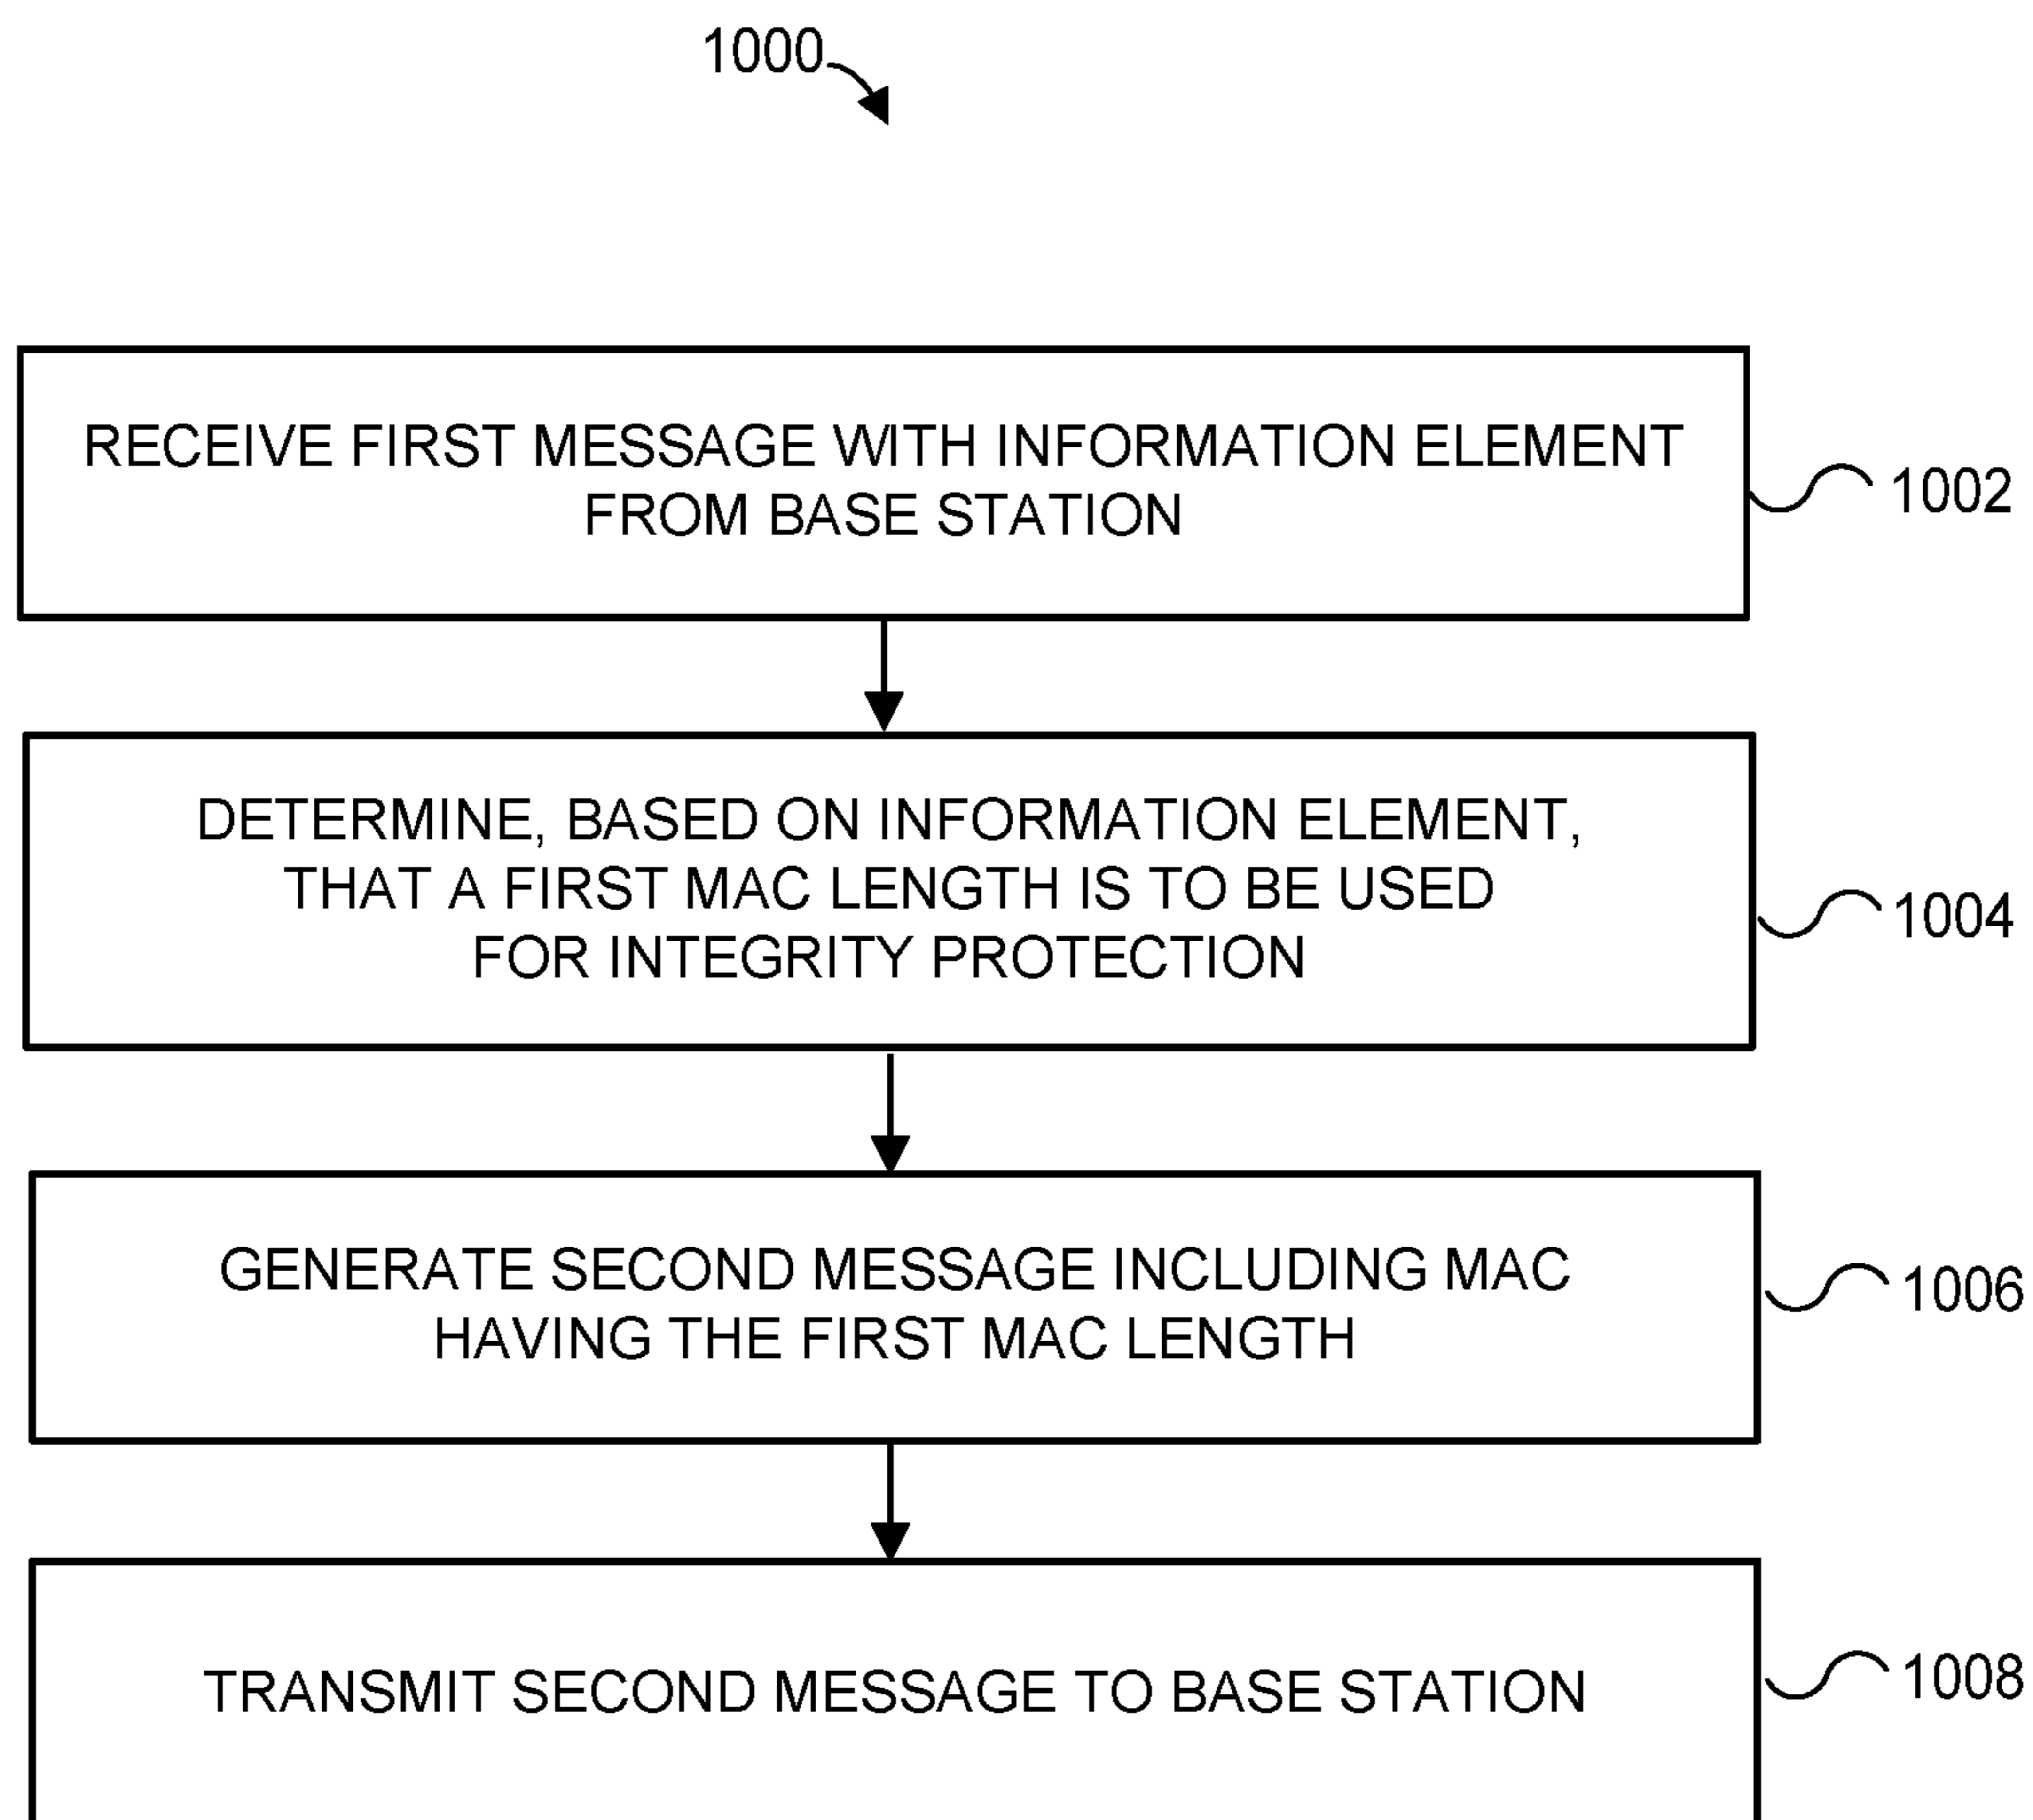 1000
RECEIVE FIRST MESSAGE WITH INFORMATION ELEMENT
FROM BASE STATION
1002
DETERMINE, BASED ON INFORMATION ELEMENT,
THAT A FIRST MAC LENGTH IS TO BE USED
FOR INTEGRITY PROTECTION
1004
GENERATE SECOND MESSAGE INCLUDING MAC
HAVING THE FIRST MAC LENGTH
1006
TRANSMIT SECOND MESSAGE TO BASE STATION
1008